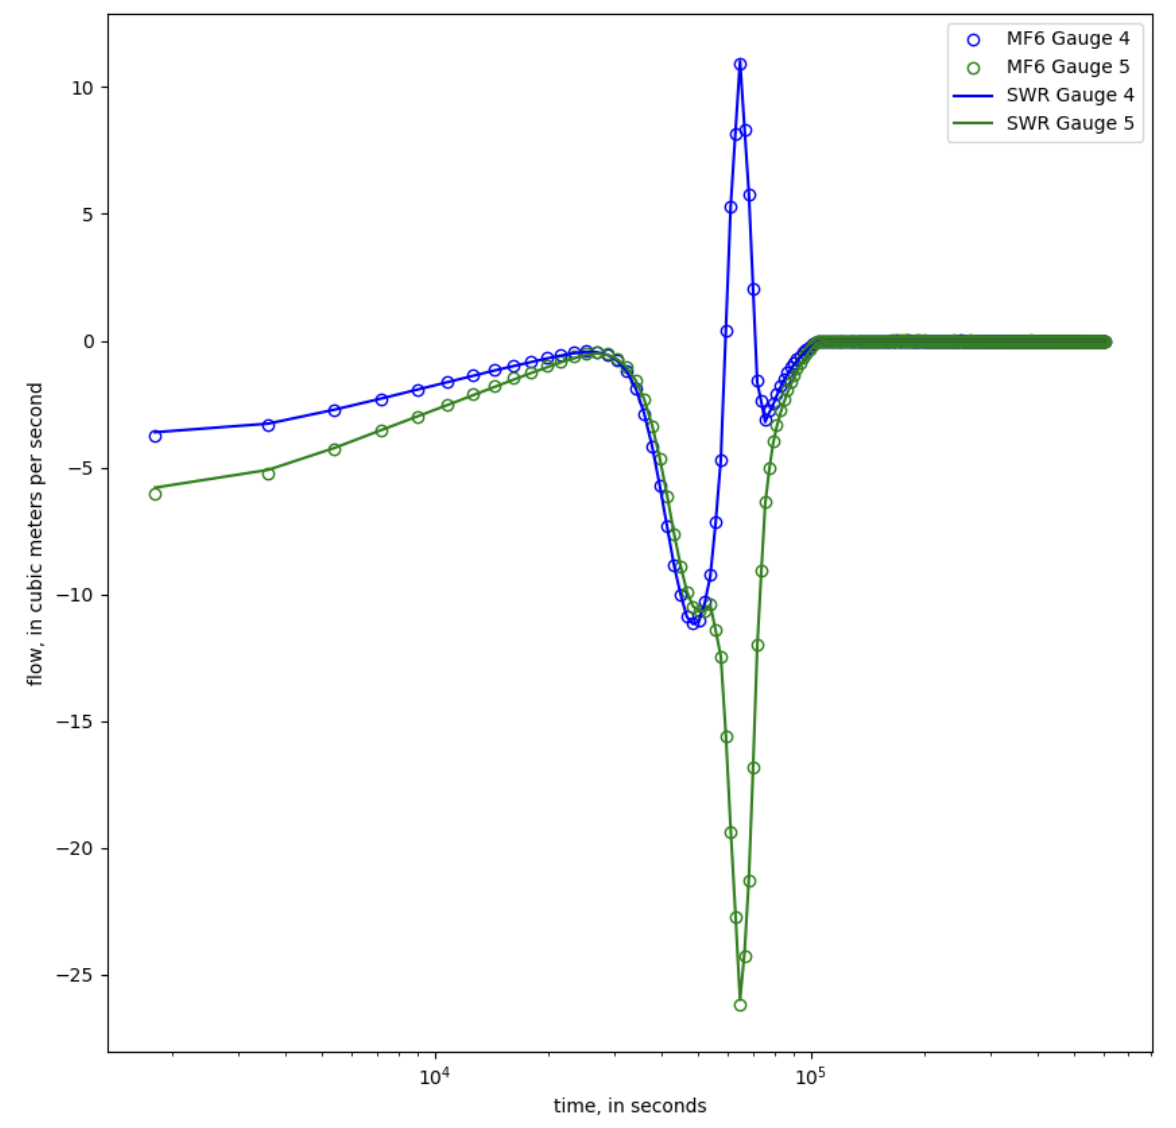 MF6 Gauge 4
MF6 Gauge 5
SWR Gauge 4
SWR Gauge 5
10
5
0
−5
−10
−15
−20
−25
flow, in cubic meters per second
10⁴
10⁵
time, in seconds